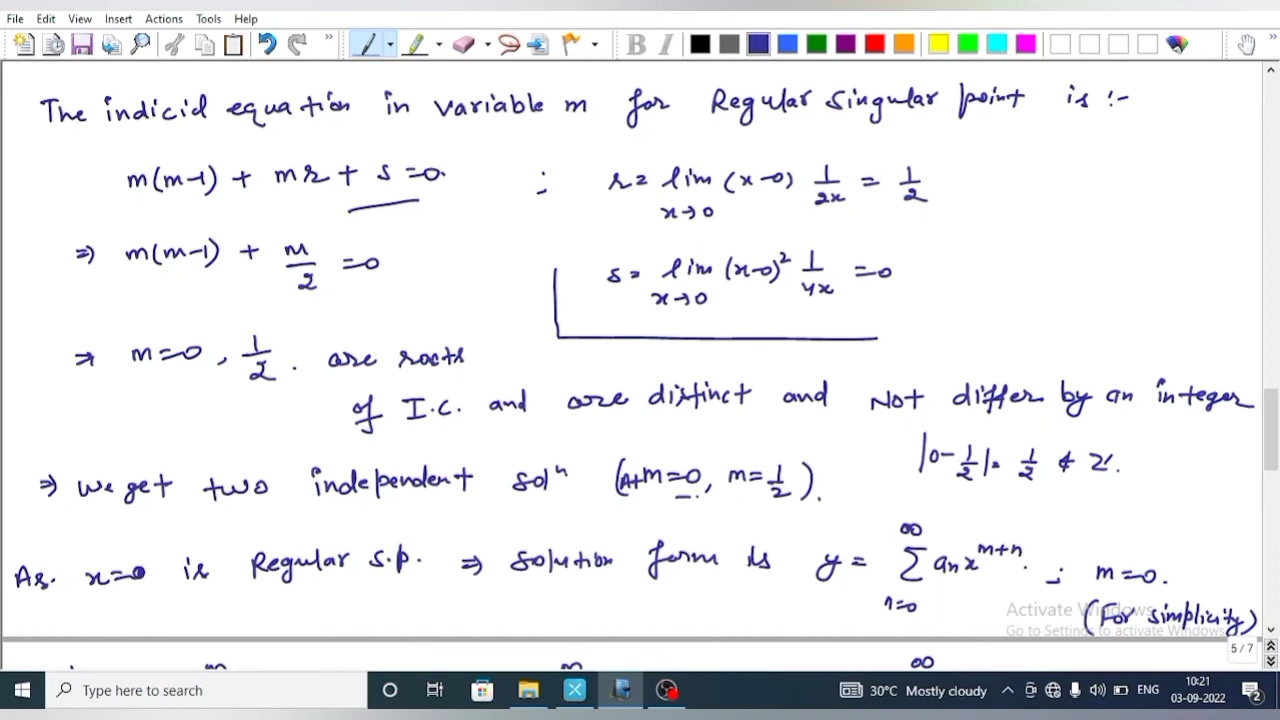 File Edit View Insert Actions Tools Help
The indicid equation in variable m for Regular Singular point is :-
m(m-1) + mr + s =0. ; r = lim (x-0) 1/2x = 1/2
x→0
⇒ m(m-1) + m/2 =0
s = lim (x-0)² 1/4x =0
x→0
⇒ m=0 , 1/2 . are roots
of I.C. and are distinct and Not differ by an integer
|0-1/2| = 1/2 ∉ Z.
⇒ We get two independent solⁿ (At m=0, m=1/2).
As. x=0 is Regular s.p. ⇒ solution form is y = ∞ Σ n=0 aₙx^(m+n). ; m=0.
(For simplicity)
Activate Windows
Go to Settings to activate Windows.
5 / 7
∞ ∞ ∞
Type here to search
30°C Mostly cloudy ENG 10:21
03-09-2022
2